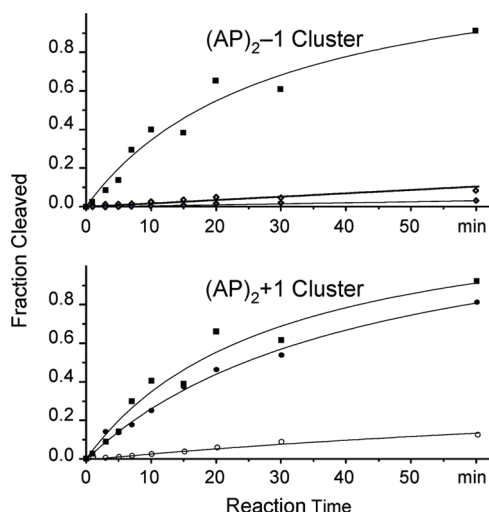 (AP)₂–1 Cluster
0.8
0.6
0.4
0.2
0.0
0 10 20 30 40 50 min
Fraction Cleaved
(AP)₂+1 Cluster
0.8
0.6
0.4
0.2
0.0
0 10 20 30 40 50 min
Reaction Time